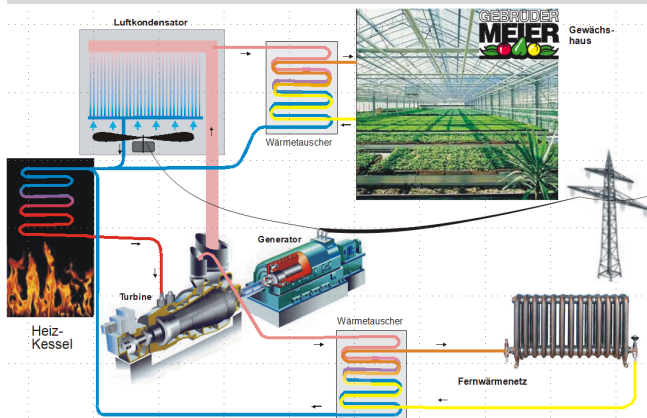 Luftkondensator
GEBRÜDER
MEIER
Gewächs-
haus
Wärmetauscher
Generator
Turbine
Heiz-
Kessel
Wärmetauscher
Fernwärmenetz